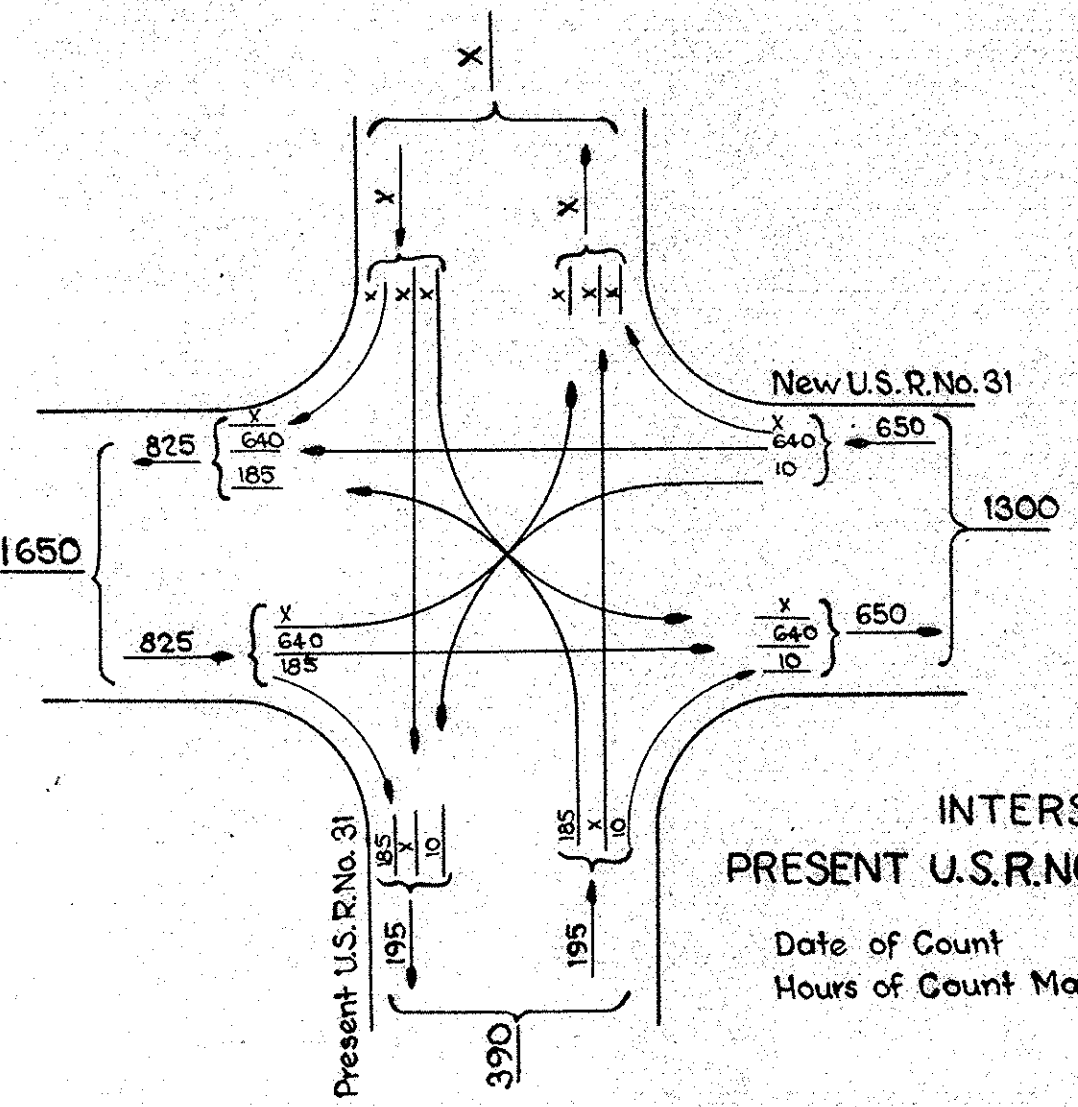 X
X
X
X X X
X X X
New U.S.R.No. 31
825
X
640
185
X
640
10
650
1300
1650
825
X
640
185
X
640
10
650
Present U.S.R.No. 31
185
X
10
185
X
10
195
195
390
INTERS
PRESENT U.S.R.NO
Date of Count
Hours of Count Ma